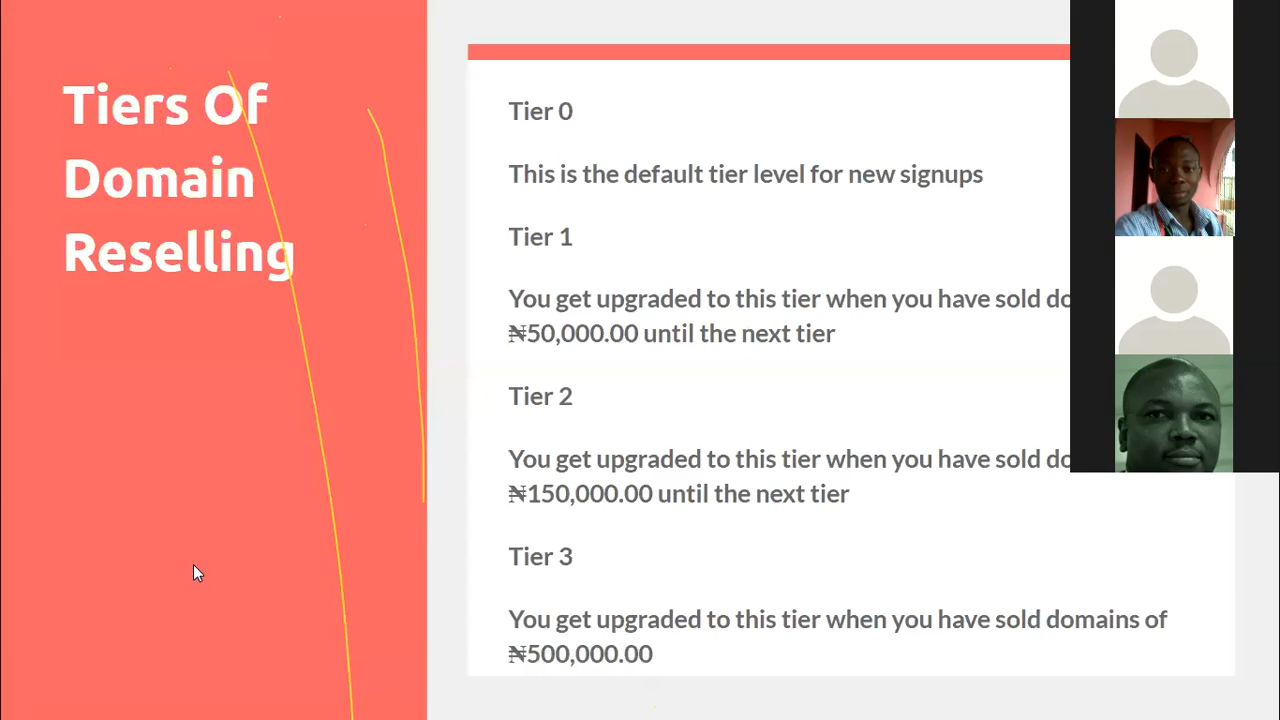 Tiers Of
Domain
Reselling
Tier 0
This is the default tier level for new signups
Tier 1
You get upgraded to this tier when you have sold
₦50,000.00 until the next tier
Tier 2
You get upgraded to this tier when you have sold
₦150,000.00 until the next tier
Tier 3
You get upgraded to this tier when you have sold domains of
₦500,000.00